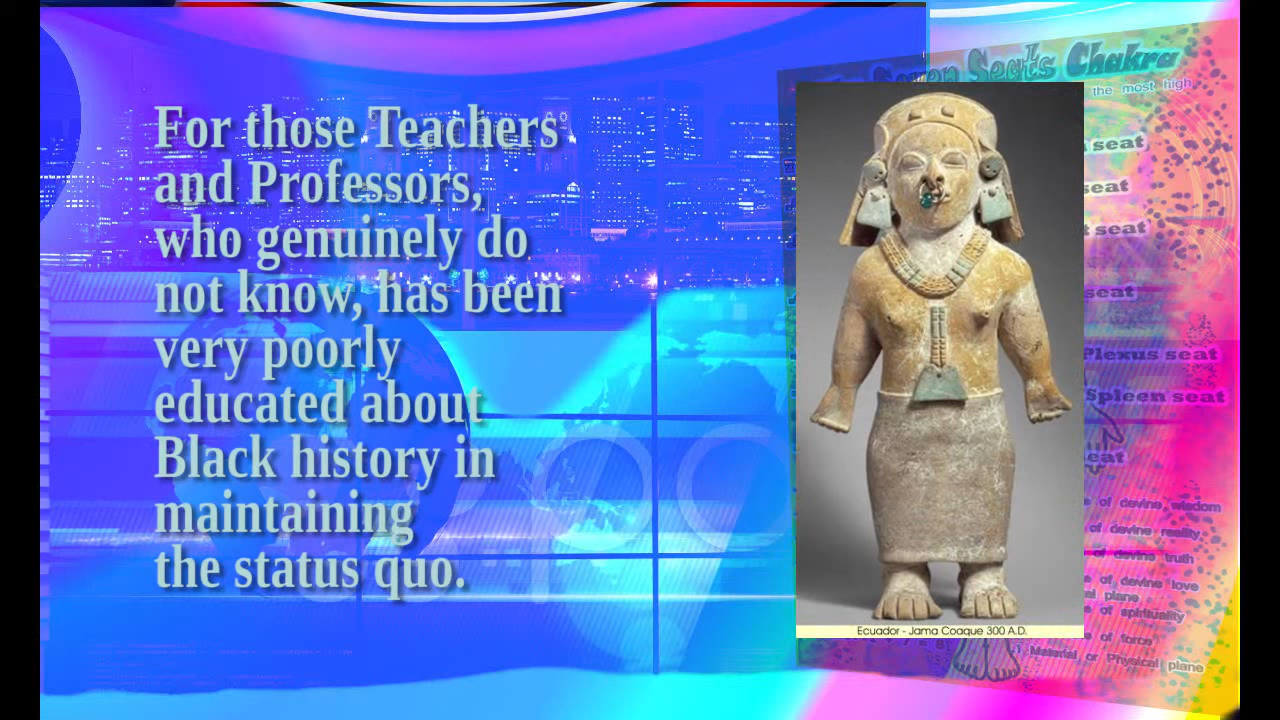 For those Teachers
and Professors,
who genuinely do
not know, has been
very poorly
educated about
Black history in
maintaining
the status quo.
Seven Seats Chakra
the most high
seat
seat
seat
seat
Plexus seat
Spleen seat
seat
of devine wisdom
of devine reality
of devine truth
of devine love
plane
of spirituality
of force
Material or Physical plane
Ecuador - Jama Coaque 300 A.D.